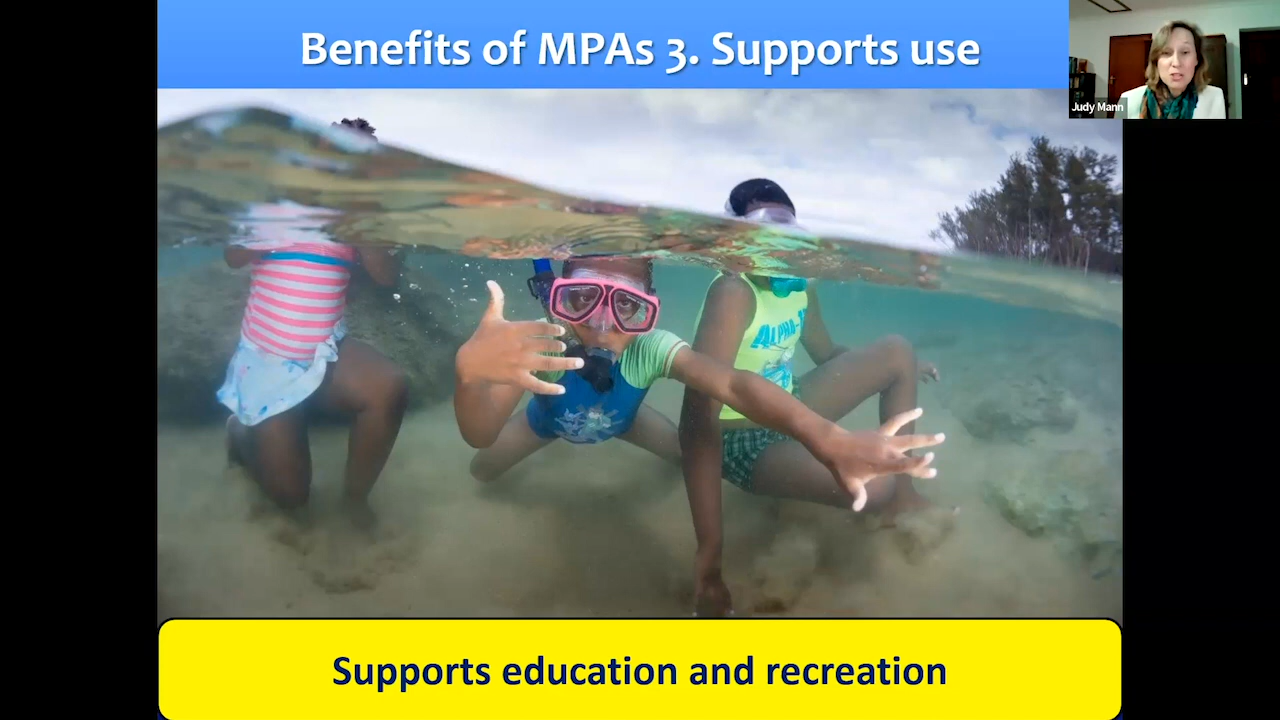 Benefits of MPAs 3. Supports use
Judy Mann
Supports education and recreation